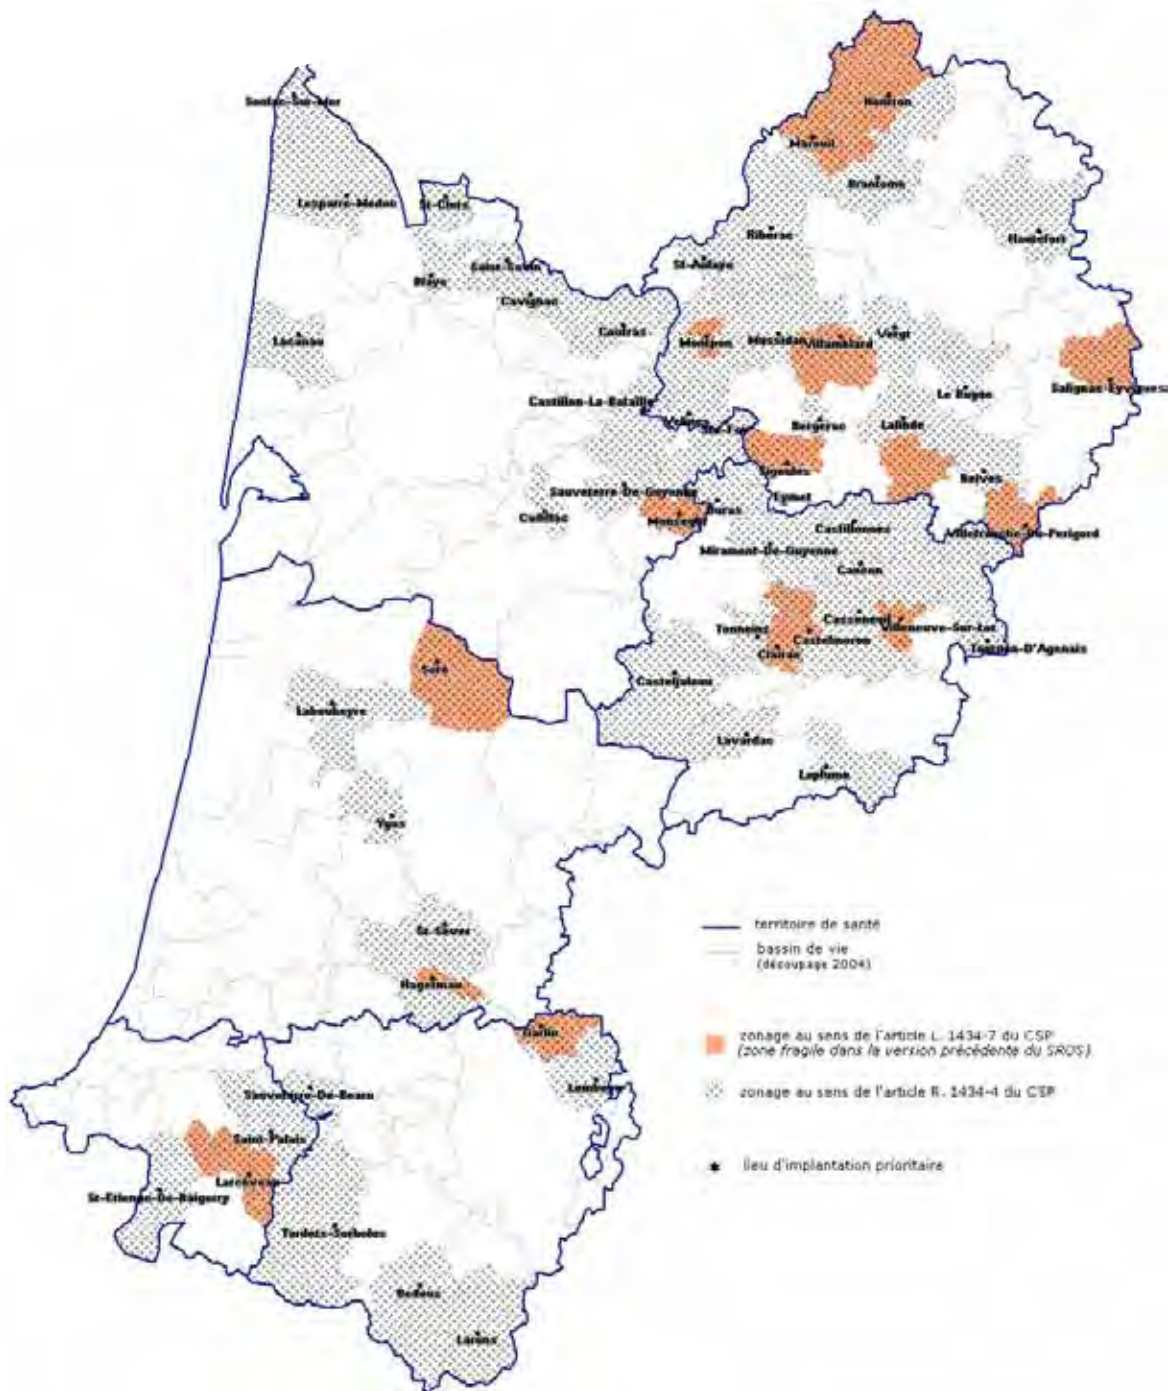 Soulac-Sur-Mer
Nontron
Mareuil
Brantome
Lesparre-Medoc
St-Ciers
Riberac
Hautefort
St-Aulaye
Saint-Savin
Blaye
Cavignac
Coutras
Lacanau
Montpon
Mussidan
Villamblard
Vergt
Salignac-Eyvigues
Le Bugue
Castillon-La-Bataille
Velines
Bergerac
Lalinde
Sigoules
Belves
Sauveterre-De-Guyenne
Eymet
Duras
Cadillac
Monsegur
Castillonnes
Villefranche-Du-Perigord
Miramont-De-Guyenne
Cancon
Casseneuil
Tonneins
Villeneuve-Sur-Lot
Castelmoron
Clairac
Tournon-D'Agenais
Sore
Casteljaloux
Labouheyre
Lavardac
Laplume
Ygos
territoire de santé
St-Sever
bassin de vie
(découpage 2004)
Hagetmau
Garlin
zonage au sens de l'article L. 1434-7 du CSP
(zone fragile dans la version précédente du SROS)
Lembeye
Sauveterre-De-Bearn
zonage au sens de l'article R. 1434-4 du CSP
Saint-Palais
lieu d'implantation prioritaire
Larceveau
St-Etienne-De-Baigorry
Tardets-Sorholus
Bedous
Laruns